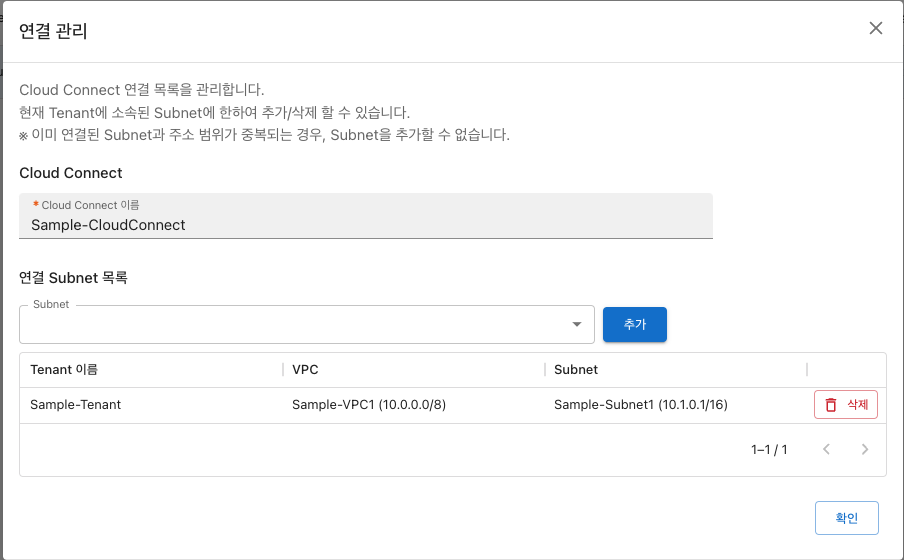 연결 관리
Cloud Connect 연결 목록을 관리합니다.
현재 Tenant에 소속된 Subnet에 한하여 추가/삭제 할 수 있습니다.
※ 이미 연결된 Subnet과 주소 범위가 중복되는 경우, Subnet을 추가할 수 없습니다.
Cloud Connect
* Cloud Connect 이름
Sample-CloudConnect
연결 Subnet 목록
Subnet
추가
Tenant 이름 VPC Subnet
Sample-Tenant Sample-VPC1 (10.0.0.0/8) Sample-Subnet1 (10.1.0.1/16) 삭제
1–1 / 1
확인